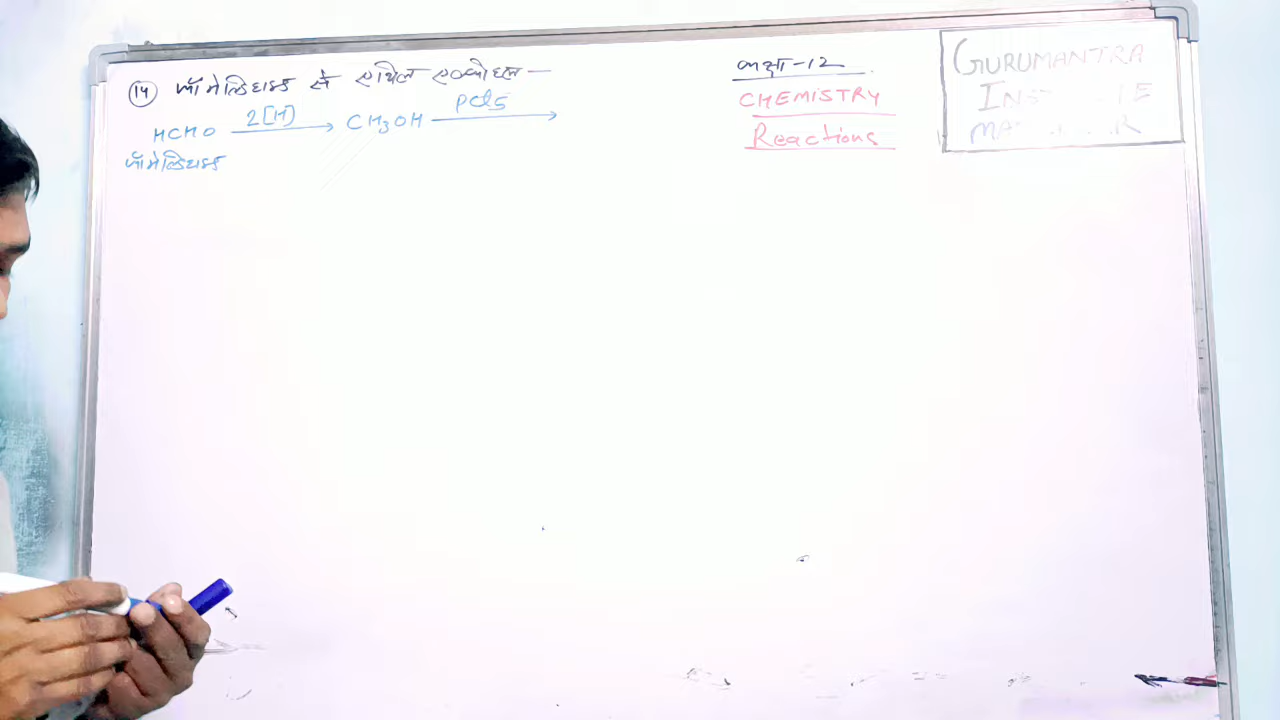 14 फॉर्मेल्डिहाइड से एथिल एल्कोहल —
HCHO 2[H] → CH3OH PCl5 →
फॉर्मेल्डिहाइड
कक्षा-12
CHEMISTRY
Reactions
GURUMANTRA